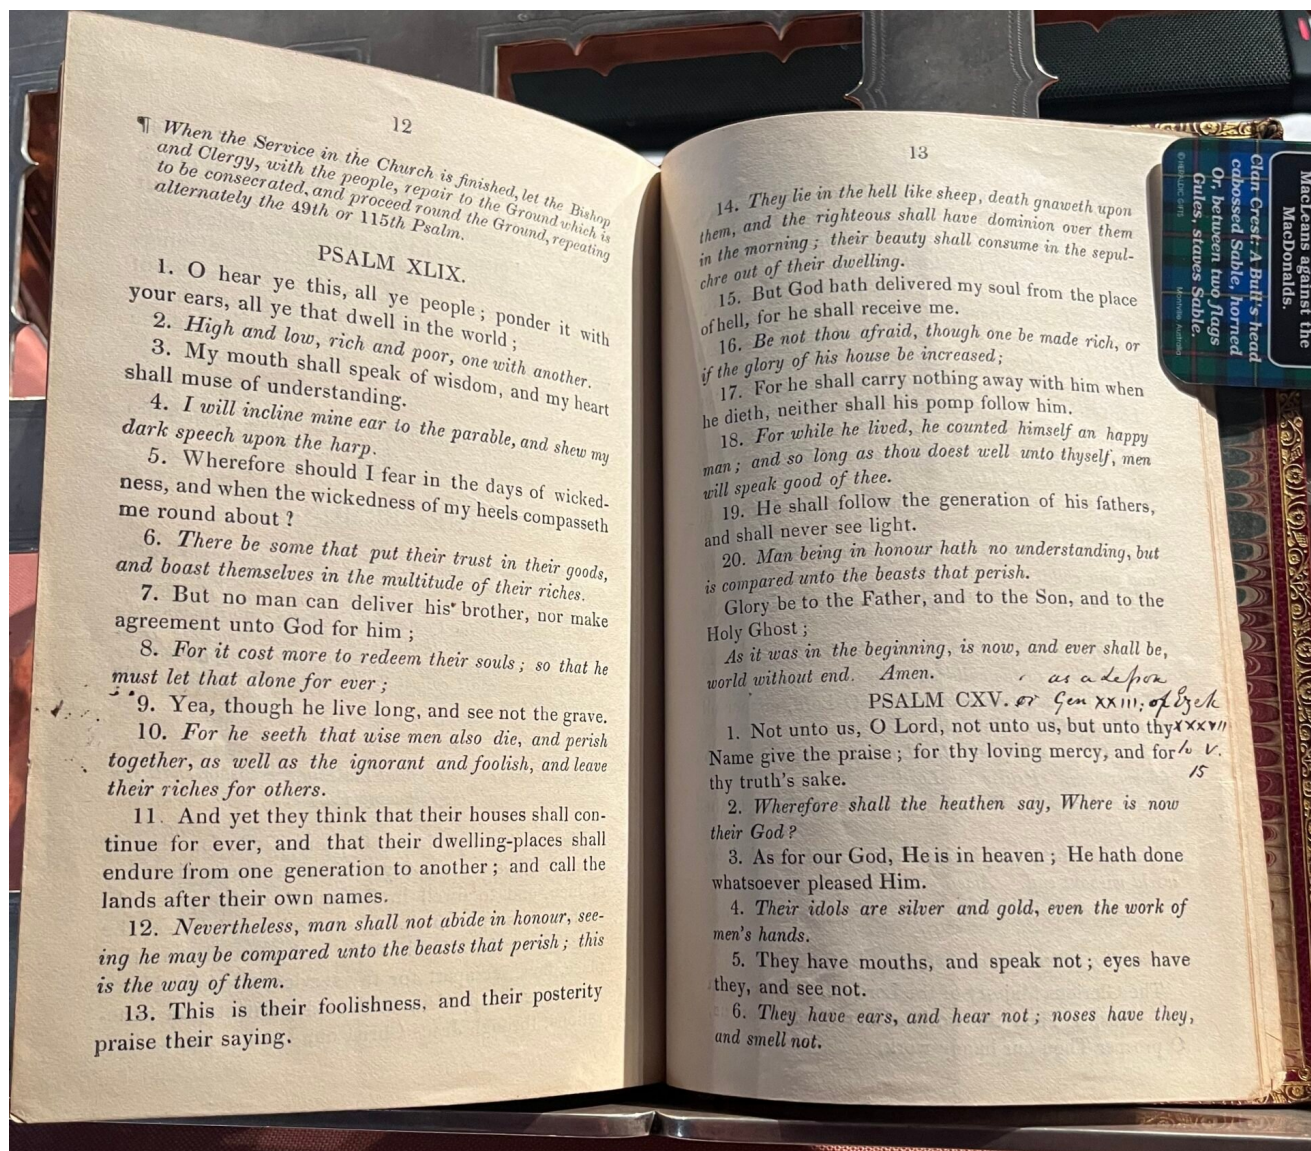 12
¶ When the Service in the Church is finished, let the Bishop
and Clergy, with the people, repair to the Ground which is
to be consecrated, and proceed round the Ground, repeating
alternately the 49th or 115th Psalm.
PSALM XLIX.
1. O hear ye this, all ye people; ponder it with
your ears, all ye that dwell in the world;
2. High and low, rich and poor, one with another.
3. My mouth shall speak of wisdom, and my heart
shall muse of understanding.
4. I will incline mine ear to the parable, and shew my
dark speech upon the harp.
5. Wherefore should I fear in the days of wicked-
ness, and when the wickedness of my heels compasseth
me round about?
6. There be some that put their trust in their goods,
and boast themselves in the multitude of their riches.
7. But no man can deliver his brother, nor make
agreement unto God for him;
8. For it cost more to redeem their souls; so that he
must let that alone for ever;
9. Yea, though he live long, and see not the grave.
10. For he seeth that wise men also die, and perish
together, as well as the ignorant and foolish, and leave
their riches for others.
11. And yet they think that their houses shall con-
tinue for ever, and that their dwelling-places shall
endure from one generation to another; and call the
lands after their own names.
12. Nevertheless, man shall not abide in honour, see-
ing he may be compared unto the beasts that perish; this
is the way of them.
13. This is their foolishness, and their posterity
praise their saying.
13
14. They lie in the hell like sheep, death gnaweth upon
them, and the righteous shall have dominion over them
in the morning; their beauty shall consume in the sepul-
chre out of their dwelling.
15. But God hath delivered my soul from the place
of hell, for he shall receive me.
16. Be not thou afraid, though one be made rich, or
if the glory of his house be increased;
17. For he shall carry nothing away with him when
he dieth, neither shall his pomp follow him.
18. For while he lived, he counted himself an happy
man; and so long as thou doest well unto thyself, men
will speak good of thee.
19. He shall follow the generation of his fathers,
and shall never see light.
20. Man being in honour hath no understanding, but
is compared unto the beasts that perish.
Glory be to the Father, and to the Son, and to the
Holy Ghost;
As it was in the beginning, is now, and ever shall be,
world without end. Amen.
as a Lesson
PSALM CXV. or Gen XXIII; of Ezek
1. Not unto us, O Lord, not unto us, but unto thy XXXVII
Name give the praise; for thy loving mercy, and for to v.
thy truth's sake. 15
2. Wherefore shall the heathen say, Where is now
their God?
3. As for our God, He is in heaven; He hath done
whatsoever pleased Him.
4. Their idols are silver and gold, even the work of
men's hands.
5. They have mouths, and speak not; eyes have
they, and see not.
6. They have ears, and hear not; noses have they,
and smell not.
MacLeans against the
MacDonalds.
Clan Crest: A Bull's head
cabossed Sable, horned
Or, between two flags
Gules, staves Sable.
© HERALDIC GIFTS Montville Australia